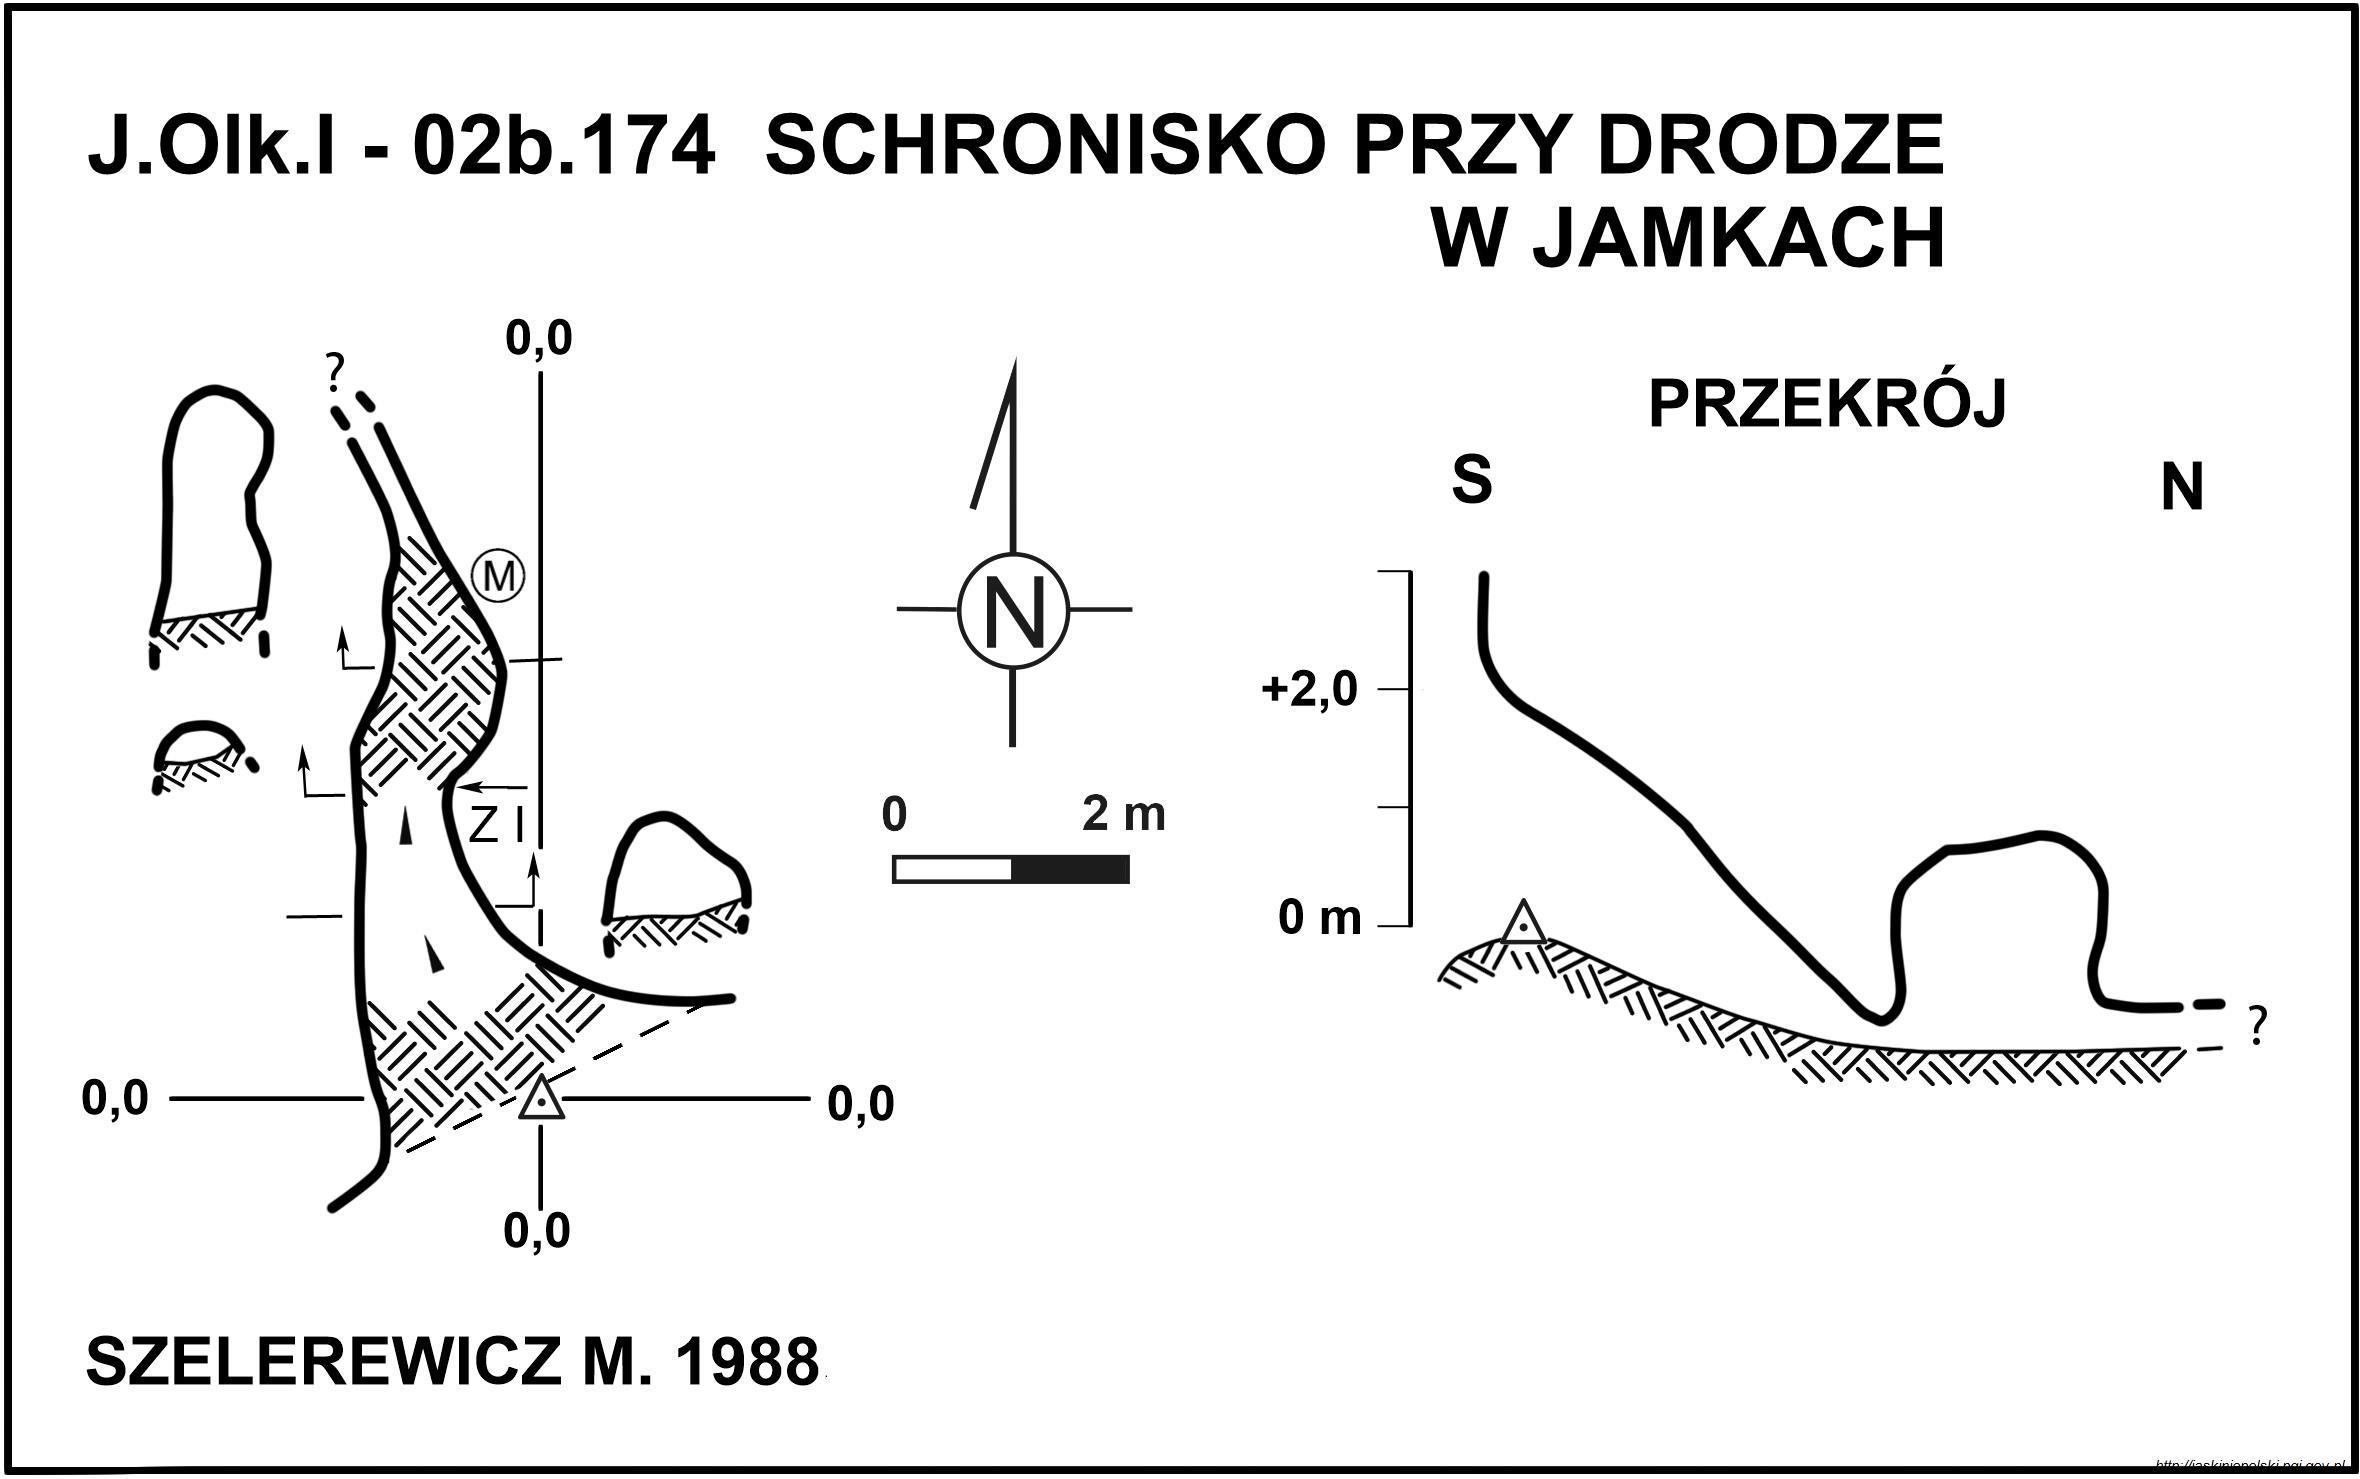 J.Olk.I - 02b.174 SCHRONISKO PRZY DRODZE
W JAMKACH
0,0
?
PRZEKRÓJ
S
N
M
N
+2,0
0 2 m
Z I
0 m
?
0,0
0,0
0,0
SZELEREWICZ M. 1988
http://jaskiniepolski.pgi.gov.pl